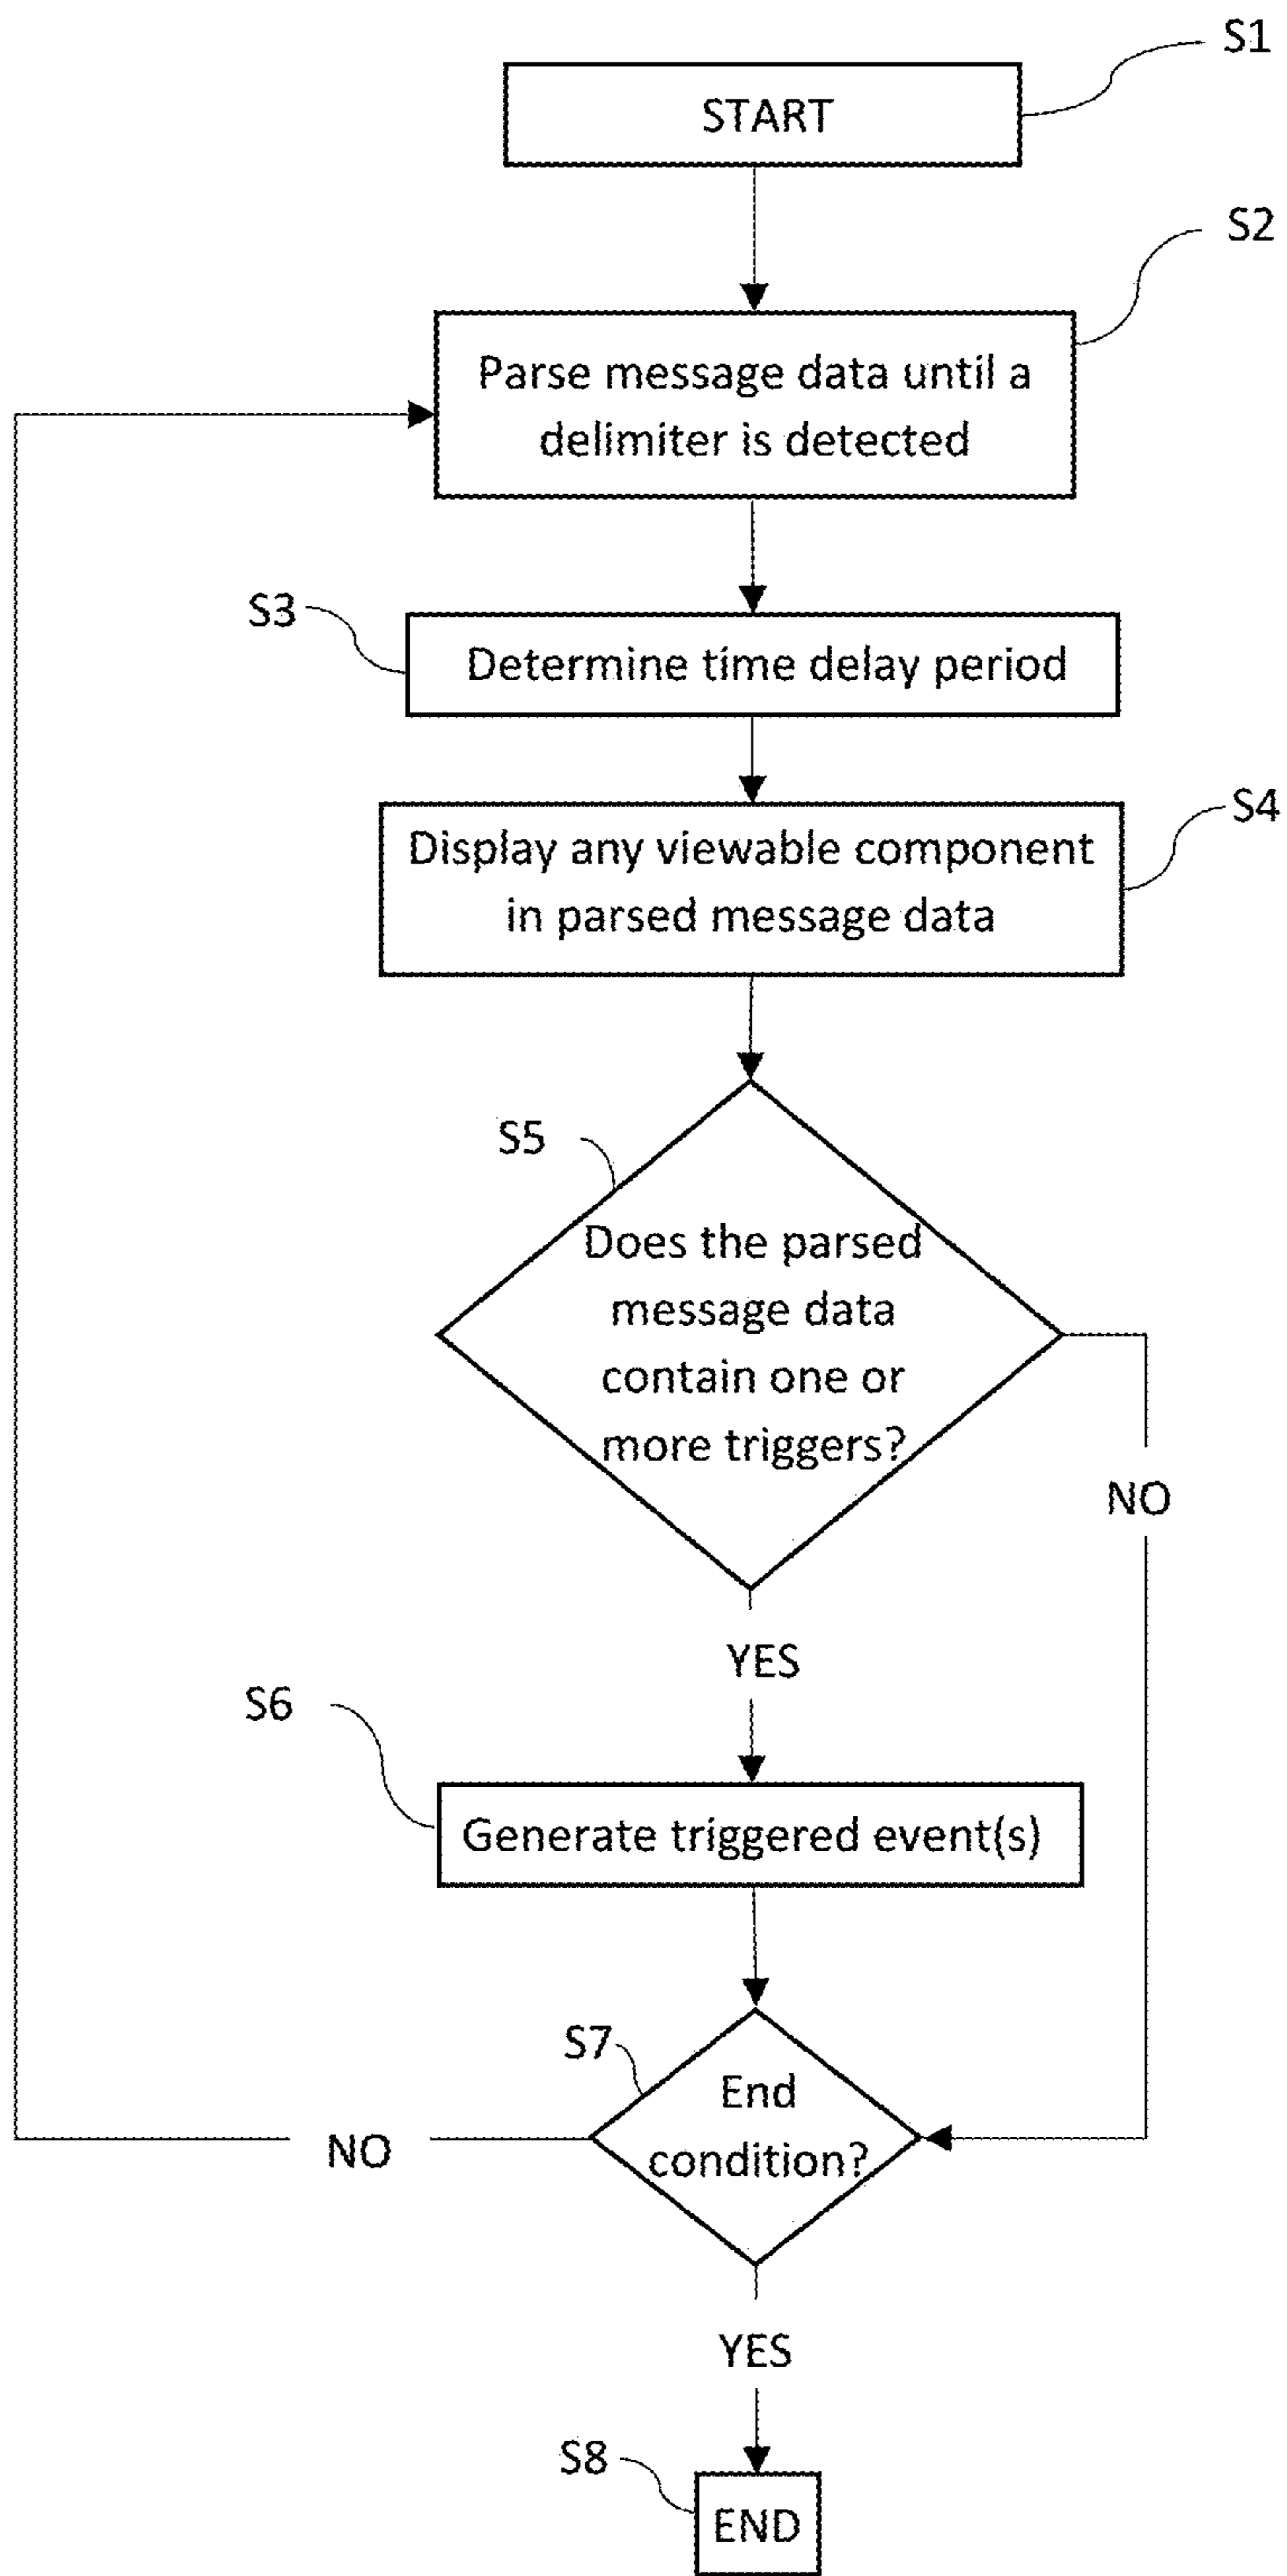 S1
START
S2
Parse message data until a
delimiter is detected
S3
Determine time delay period
S4
Display any viewable component
in parsed message data
S5
Does the parsed
message data
contain one or
more triggers?
NO
YES
S6
Generate triggered event(s)
S7
End
condition?
NO
YES
S8
END